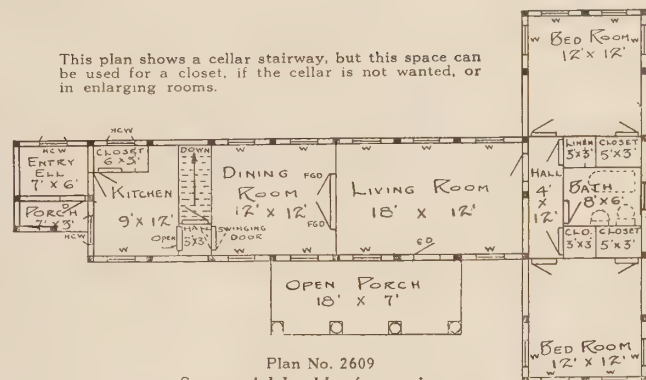 This plan shows a cellar stairway, but this space can
be used for a closet, if the cellar is not wanted, or
in enlarging rooms.
W W
BED ROOM
W W
12' X 12'
HCW
HCW
ENTRY
ELL
7' X 6'
CLOSET
6' X 3'
DOWN
W W W W
KITCHEN
9' X 12'
DINING
ROOM
12' X 12'
FGD
FGD
LIVING ROOM
18' X 12'
HALL
4'
X
12'
LINEN
3'X3'
CLOSET
5'X3'
BATH
8'X6'
CLO.
3'X3'
CLOSET
5'X3'
PORCH
HCW
OPEN
HALL
5'X3'
SWINGING
DOOR
GD
W W W W W W
OPEN PORCH
18' X 7'
BED ROOM
W W
12' X 12'
Plan No. 2609